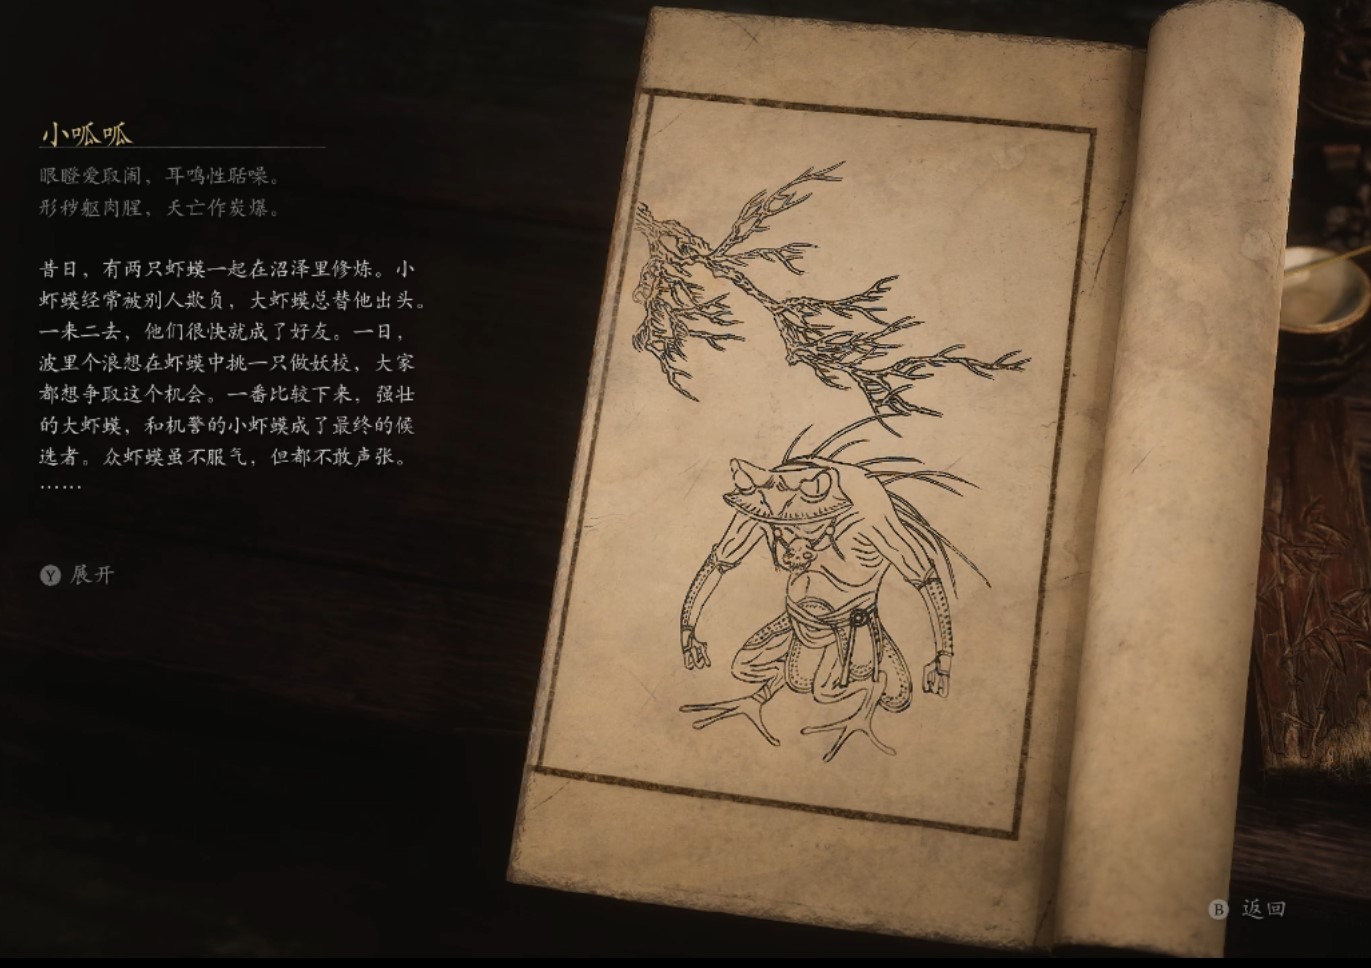 小呱呱
眼瞪爱取闹，耳鸣性聒噪。
形秽躯肉腥，夭亡作炭爆。
昔日，有两只虾蟆一起在沼泽里修炼。小
虾蟆经常被别人欺负，大虾蟆总替他出头。
一来二去，他们很快就成了好友。一日，
波里个浪想在虾蟆中挑一只做妖校，大家
都想争取这个机会。一番比较下来，强壮
的大虾蟆，和机警的小虾蟆成了最终的候
选者。众虾蟆虽不服气，但都不敢声张。
……
Y 展开
B 返回